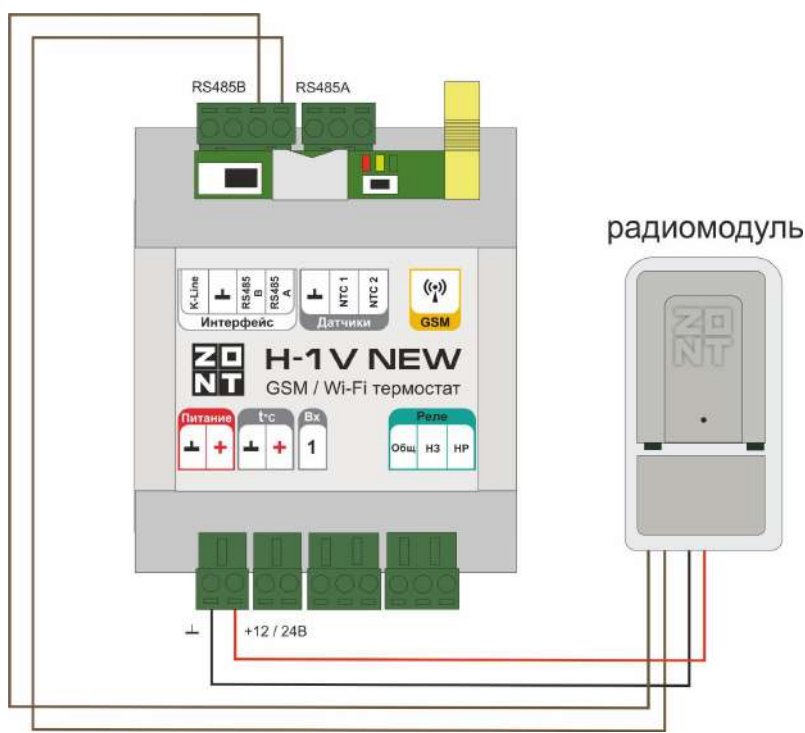 RS485B RS485A
радиомодуль
K-Line
⊥
RS485 B
RS485 A
Интерфейс
⊥
NTC 1
NTC 2
Датчики
GSM
ZONT
H-1V NEW
GSM / Wi-Fi термостат
Питание
⊥ +
t°C
⊥ +
Вх
1
Реле
Общ НЗ НР
⊥ +12 / 24В
ZONT